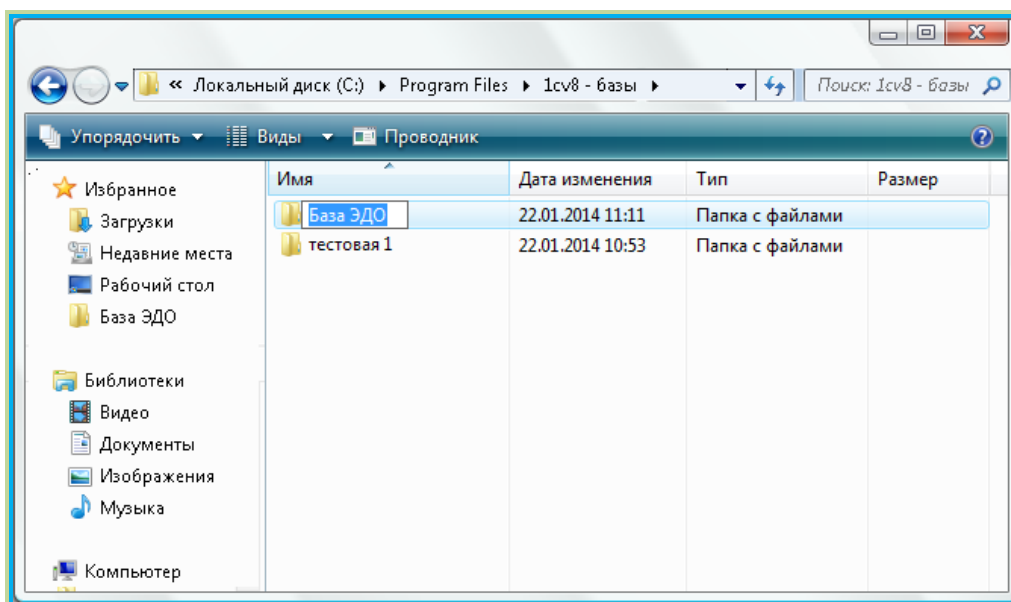 « Локальный диск (C:) ▸ Program Files ▸ 1cv8 - базы ▸ Поиск: 1cv8 - базы
Упорядочить Виды Проводник
Избранное
Загрузки
Недавние места
Рабочий стол
База ЭДО
Библиотеки
Видео
Документы
Изображения
Музыка
Компьютер
Имя Дата изменения Тип Размер
База ЭДО 22.01.2014 11:11 Папка с файлами
тестовая 1 22.01.2014 10:53 Папка с файлами